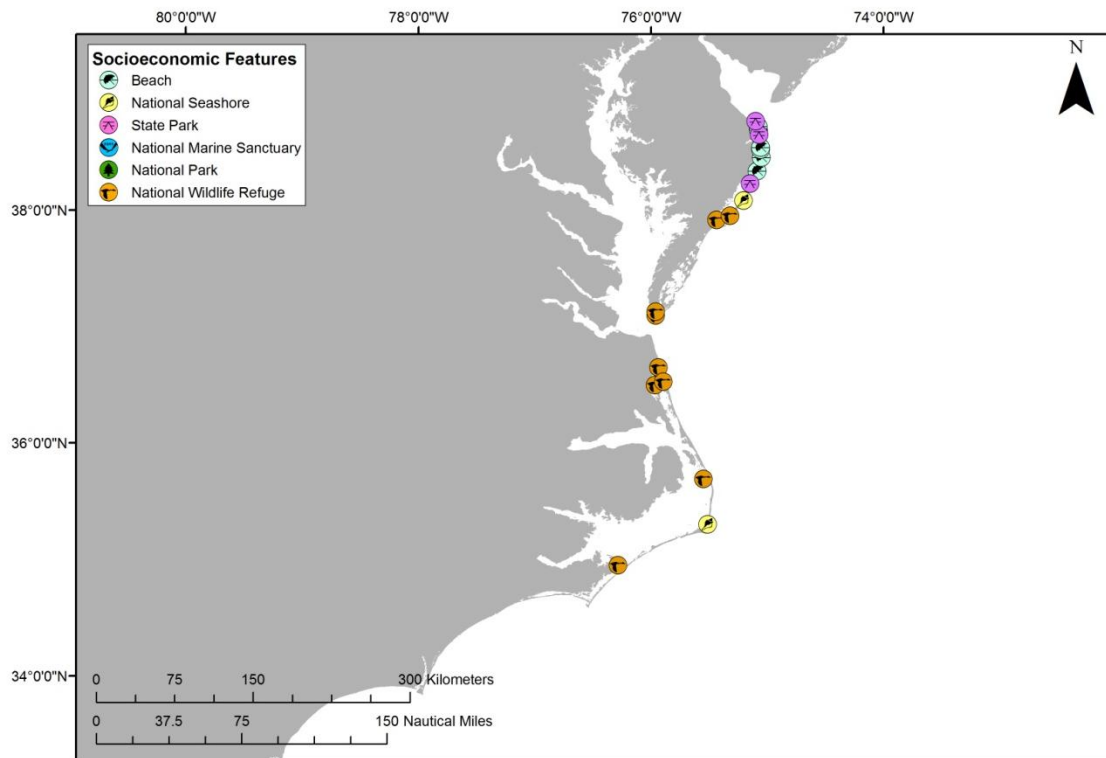 80°0'0"W 78°0'0"W 76°0'0"W 74°0'0"W
N
Socioeconomic Features
Beach
National Seashore
State Park
National Marine Sanctuary
National Park
National Wildlife Refuge
38°0'0"N
36°0'0"N
34°0'0"N
0 75 150 300 Kilometers
0 37.5 75 150 Nautical Miles